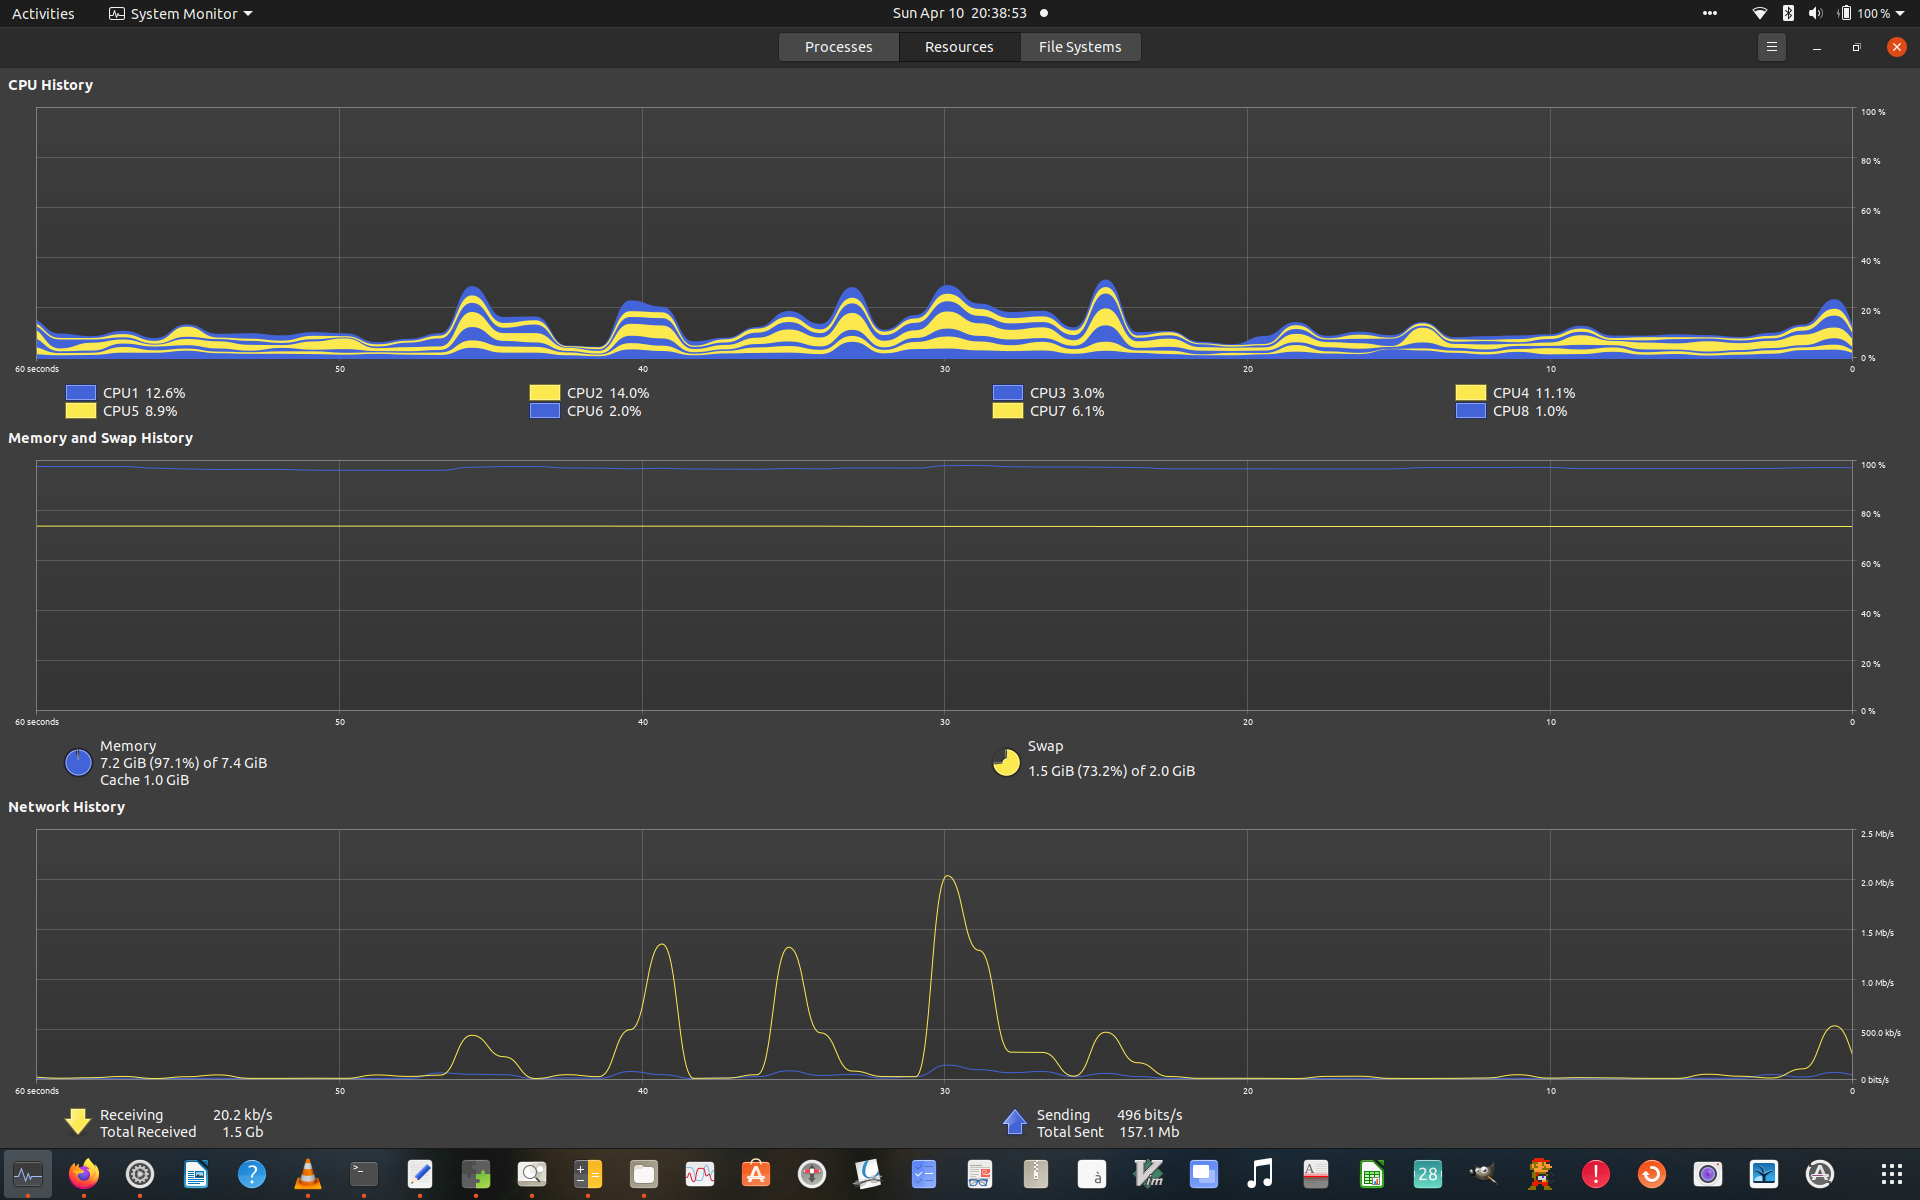 Activities System Monitor Sun Apr 10 20:38:53 100 %
Processes Resources File Systems
CPU History
100 %
80 %
60 %
40 %
20 %
0 %
60 seconds 50 40 30 20 10 0
CPU1 12.6% CPU2 14.0% CPU3 3.0% CPU4 11.1%
CPU5 8.9% CPU6 2.0% CPU7 6.1% CPU8 1.0%
Memory and Swap History
100 %
80 %
60 %
40 %
20 %
0 %
60 seconds 50 40 30 20 10 0
Memory
7.2 GiB (97.1%) of 7.4 GiB
Cache 1.0 GiB
Swap
1.5 GiB (73.2%) of 2.0 GiB
Network History
2.5 Mb/s
2.0 Mb/s
1.5 Mb/s
1.0 Mb/s
500.0 kb/s
0 bits/s
60 seconds 50 40 30 20 10 0
Receiving 20.2 kb/s
Total Received 1.5 Gb
Sending 496 bits/s
Total Sent 157.1 Mb
? >_ à Vim A 28 !